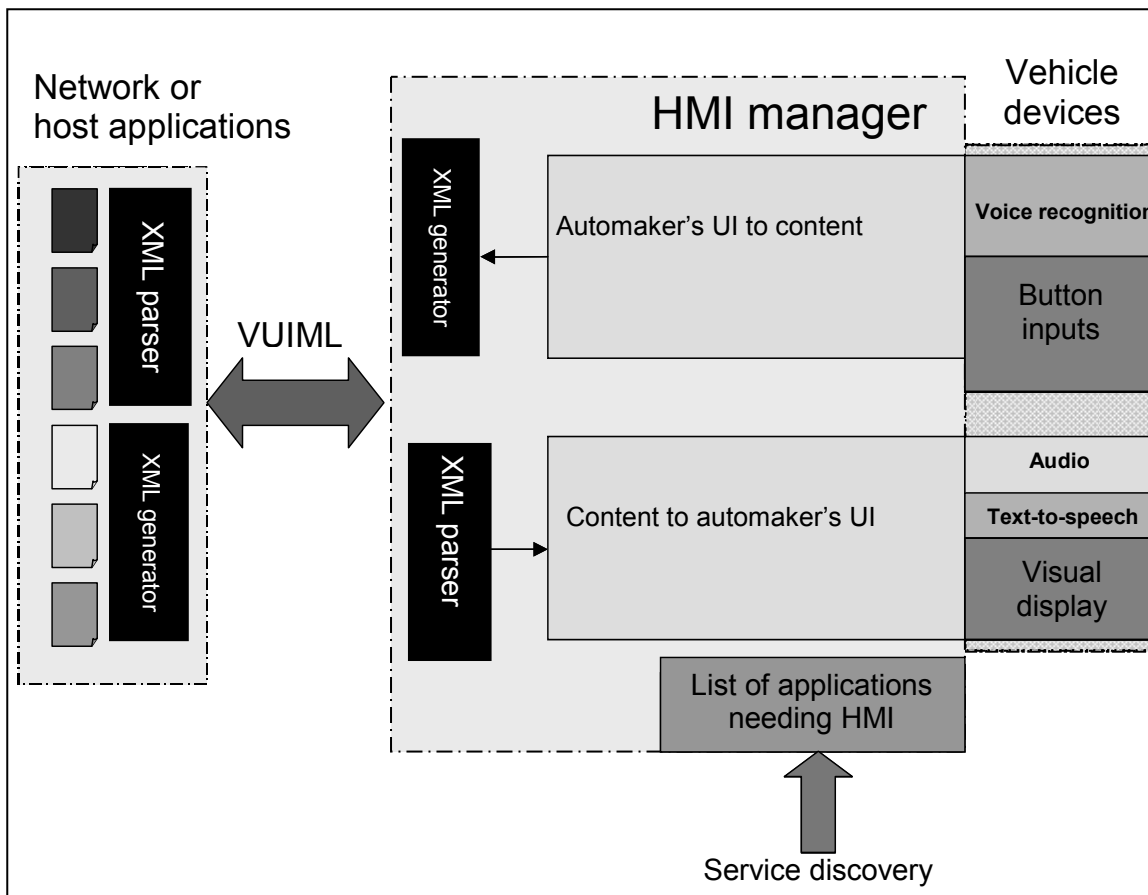 Network or
host applications
XML parser
XML generator
VUIML
HMI manager
XML generator
Automaker's UI to content
XML parser
Content to automaker's UI
List of applications
needing HMI
Service discovery
Vehicle
devices
Voice recognition
Button
inputs
Audio
Text-to-speech
Visual
display